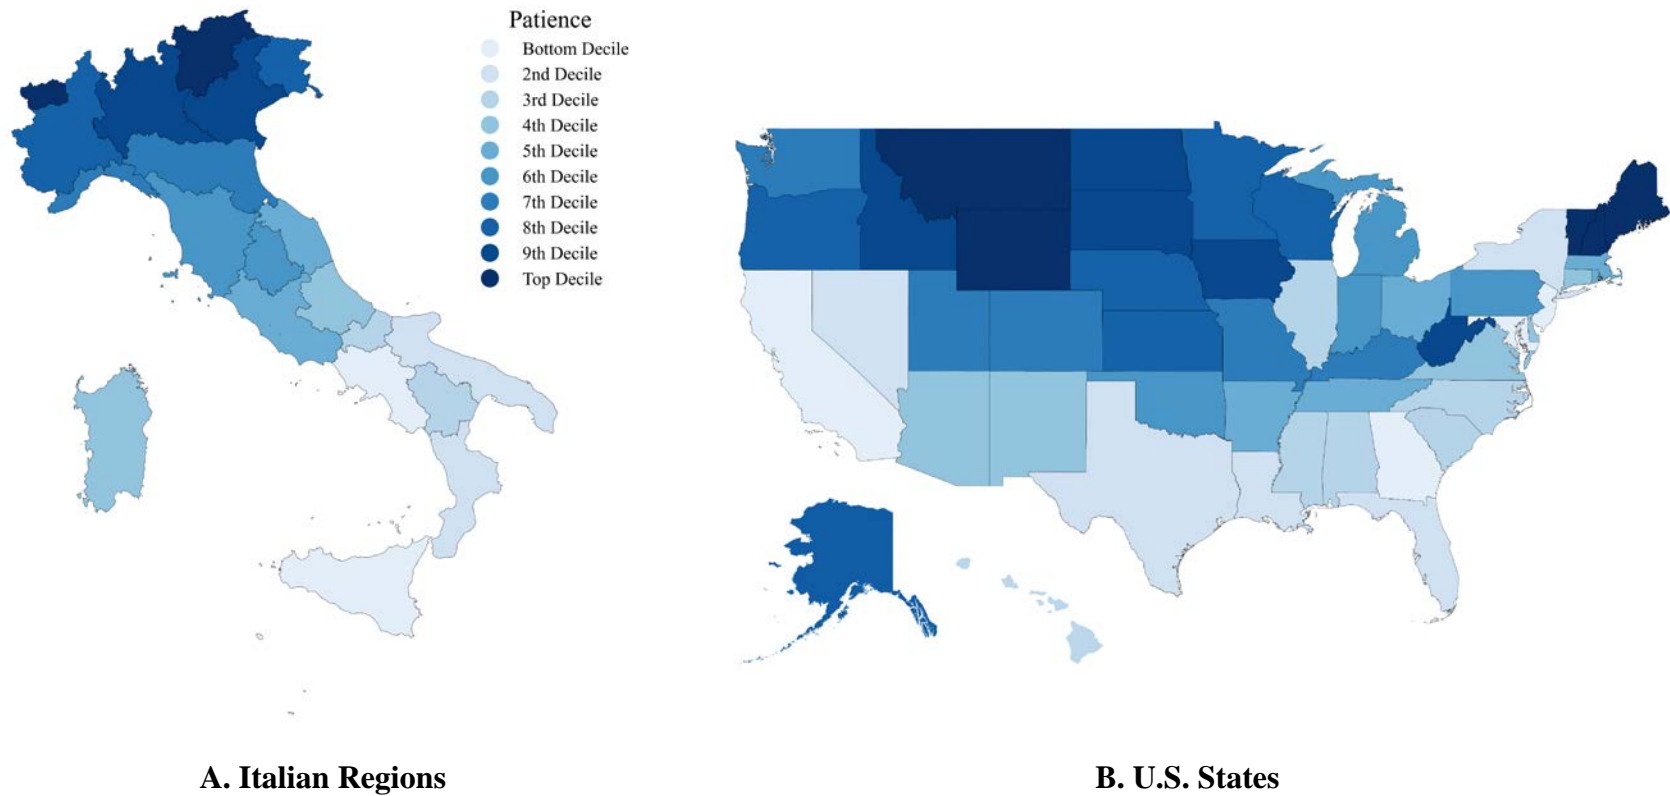 Patience
Bottom Decile
2nd Decile
3rd Decile
4th Decile
5th Decile
6th Decile
7th Decile
8th Decile
9th Decile
Top Decile
A. Italian Regions
B. U.S. States